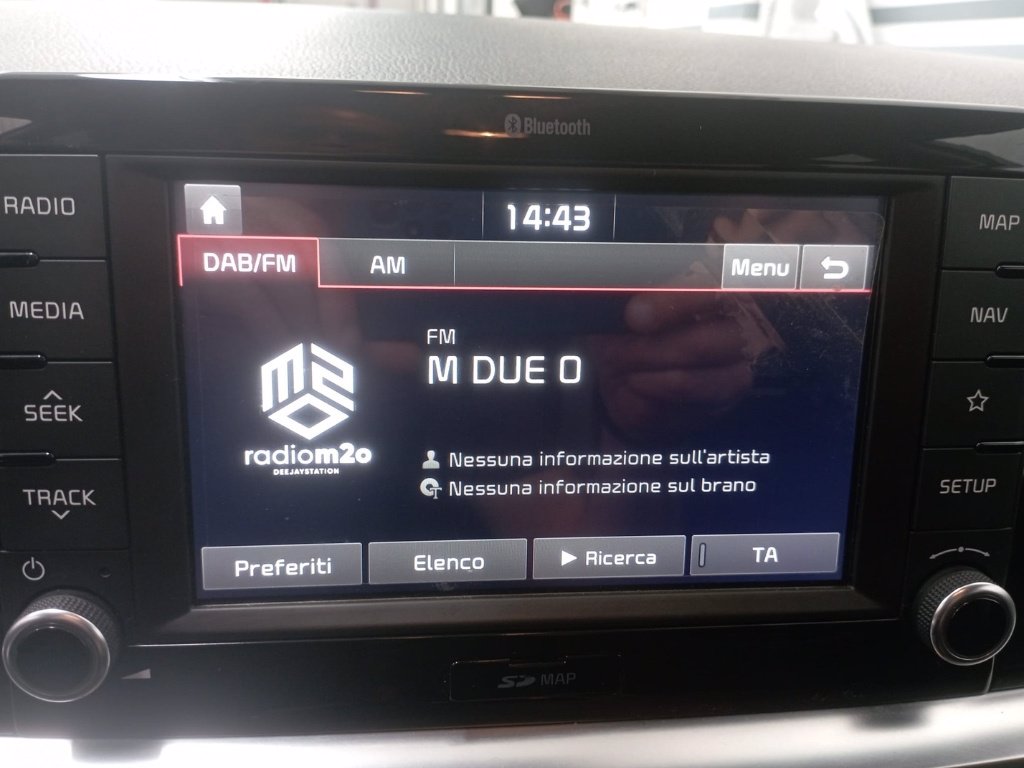 Bluetooth
RADIO
MEDIA
SEEK
TRACK
14:43
DAB/FM
AM
Menu
FM
M DUE O
m2o
radiom2o
DEEJAYSTATION
Nessuna informazione sull'artista
Nessuna informazione sul brano
Preferiti
Elenco
Ricerca
TA
MAP
NAV
SETUP
SD MAP